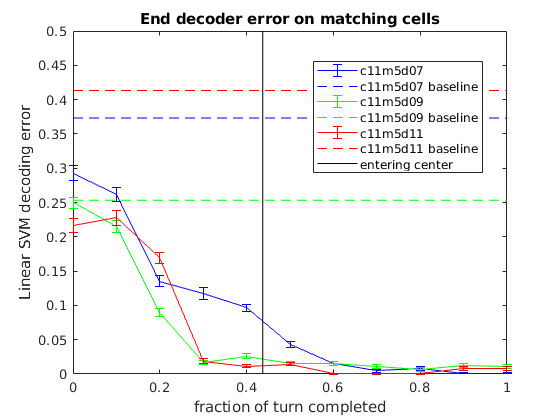 End decoder error on matching cells
0.5
0.45
0.4
0.35
0.3
0.25
0.2
0.15
0.1
0.05
0
Linear SVM decoding error
c11m5d07
c11m5d07 baseline
c11m5d09
c11m5d09 baseline
c11m5d11
c11m5d11 baseline
entering center
0 0.2 0.4 0.6 0.8 1
fraction of turn completed